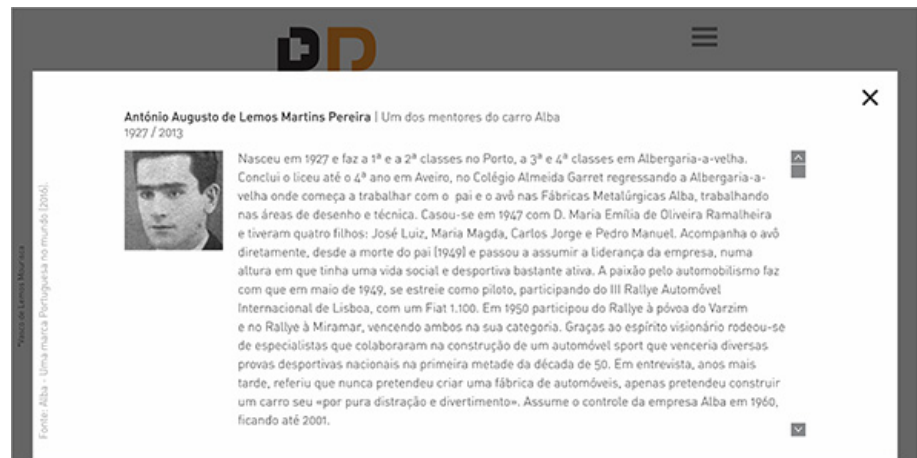 António Augusto de Lemos Martins Pereira | Um dos mentores do carro Alba
1927 / 2013
Nasceu em 1927 e faz a 1ª e a 2ª classes no Porto, a 3ª e 4ª classes em Albergaria-a-velha.
Conclui o liceu até o 4ª ano em Aveiro, no Colégio Almeida Garret regressando a Albergaria-a-
velha onde começa a trabalhar com o pai e o avô nas Fábricas Metalúrgicas Alba, trabalhando
nas áreas de desenho e técnica. Casou-se em 1947 com D. Maria Emília de Oliveira Ramalheira
e tiveram quatro filhos: José Luiz, Maria Magda, Carlos Jorge e Pedro Manuel. Acompanha o avô
diretamente, desde a morte do pai (1949) e passou a assumir a liderança da empresa, numa
altura em que tinha uma vida social e desportiva bastante ativa. A paixão pelo automobilismo faz
com que em maio de 1949, se estreie como piloto, participando do III Rallye Automóvel
Internacional de Lisboa, com um Fiat 1.100. Em 1950 participou do Rallye à póvoa do Varzim
e no Rallye à Miramar, vencendo ambos na sua categoria. Graças ao espírito visionário rodeou-se
de especialistas que colaboraram na construção de um automóvel sport que venceria diversas
provas desportivas nacionais na primeira metade da década de 50. Em entrevista, anos mais
tarde, referiu que nunca pretendeu criar uma fábrica de automóveis, apenas pretendeu construir
um carro seu «por pura distração e divertimento». Assume o controle da empresa Alba em 1960,
ficando até 2001.
Fonte: Alba - Uma marca Portuguesa no mundo (2016).
*Vasco de Lemos Mourisca